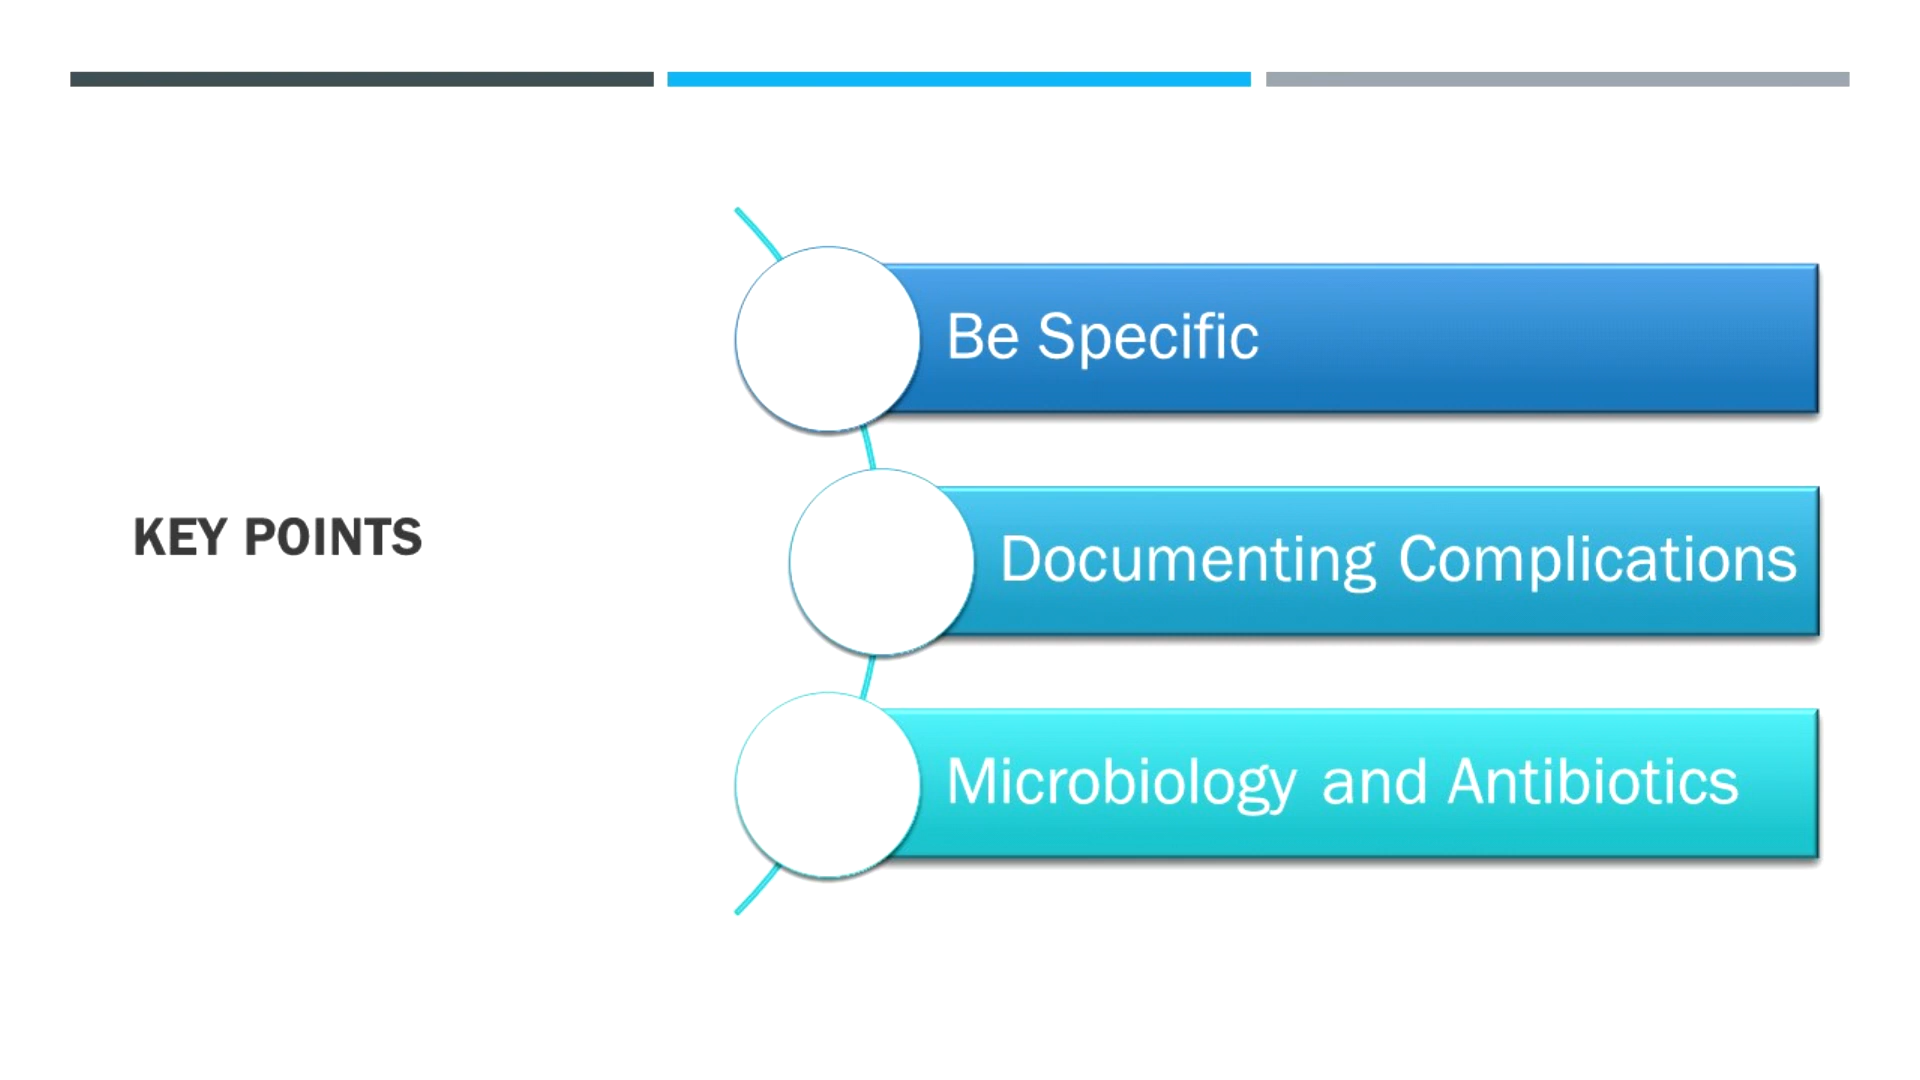 KEY POINTS
Be Specific
Documenting Complications
Microbiology and Antibiotics